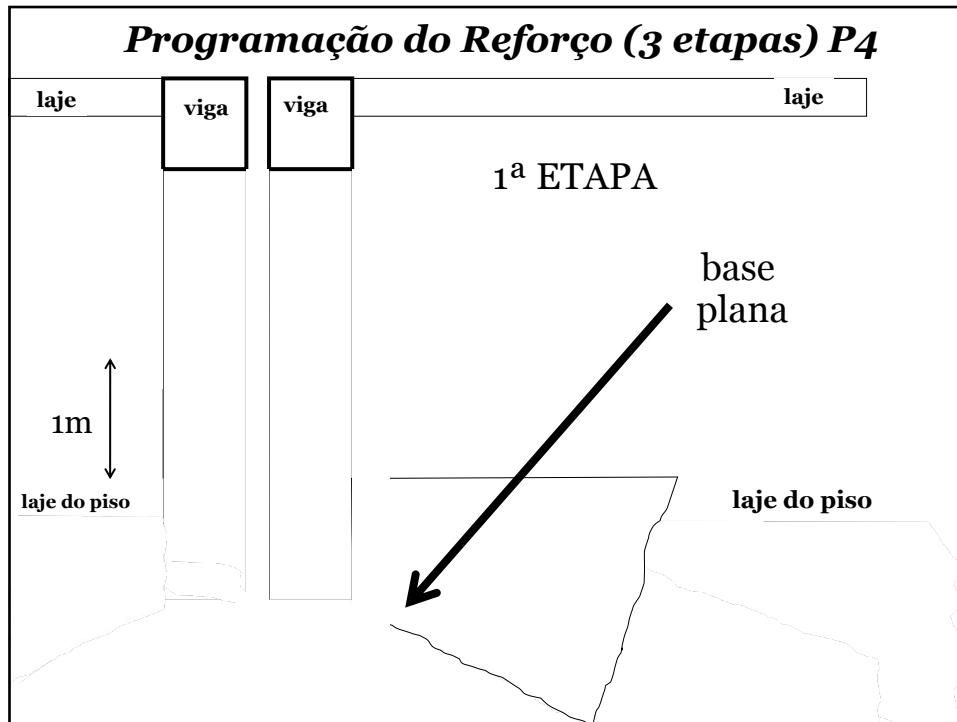 Programação do Reforço (3 etapas) P4
laje
viga
viga
laje
1ª ETAPA
base
plana
1m
laje do piso
laje do piso